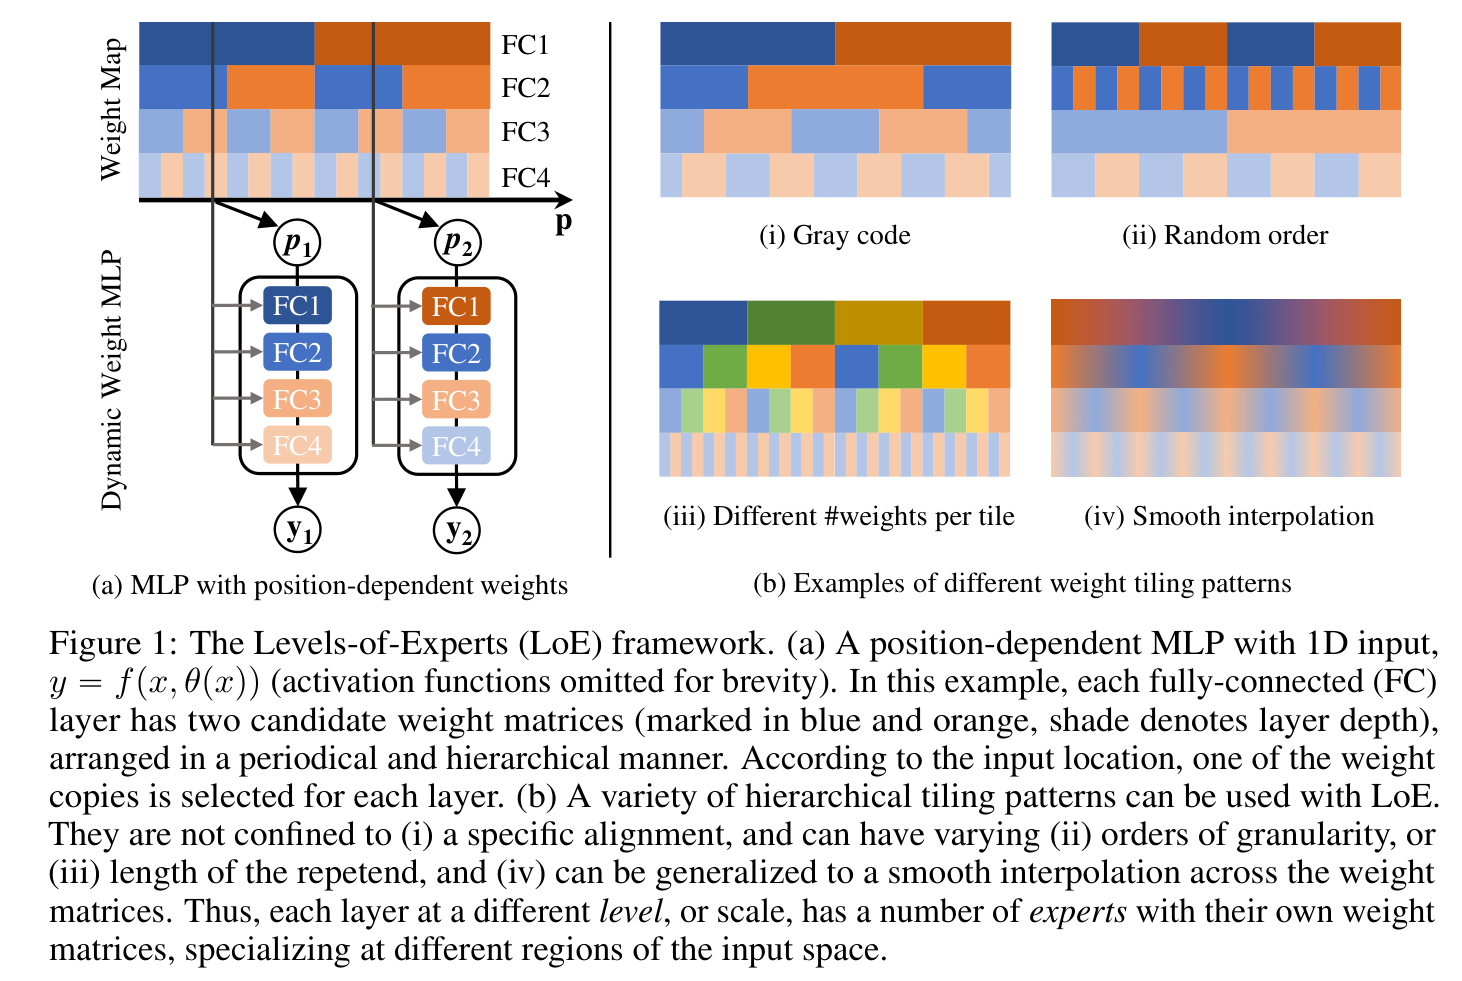 Weight Map
FC1
FC2
FC3
FC4
p
Dynamic Weight MLP
p1
p2
FC1
FC2
FC3
FC4
FC1
FC2
FC3
FC4
y1
y2
(a) MLP with position-dependent weights
(i) Gray code
(ii) Random order
(iii) Different #weights per tile
(iv) Smooth interpolation
(b) Examples of different weight tiling patterns
Figure 1: The Levels-of-Experts (LoE) framework. (a) A position-dependent MLP with 1D input,
y = f(x, θ(x)) (activation functions omitted for brevity). In this example, each fully-connected (FC)
layer has two candidate weight matrices (marked in blue and orange, shade denotes layer depth),
arranged in a periodical and hierarchical manner. According to the input location, one of the weight
copies is selected for each layer. (b) A variety of hierarchical tiling patterns can be used with LoE.
They are not confined to (i) a specific alignment, and can have varying (ii) orders of granularity, or
(iii) length of the repetend, and (iv) can be generalized to a smooth interpolation across the weight
matrices. Thus, each layer at a different level, or scale, has a number of experts with their own weight
matrices, specializing at different regions of the input space.